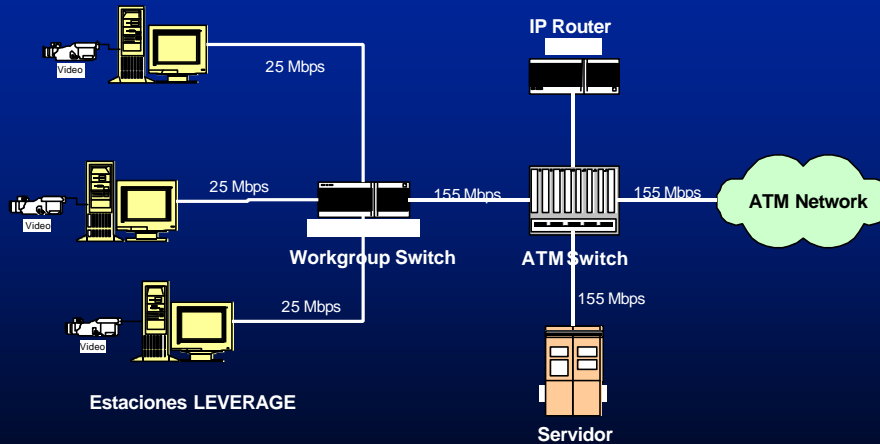 IP Router
Video
25 Mbps
25 Mbps
155 Mbps
155 Mbps
ATM Network
Video
Workgroup Switch
ATM Switch
25 Mbps
155 Mbps
Video
Estaciones LEVERAGE
Servidor